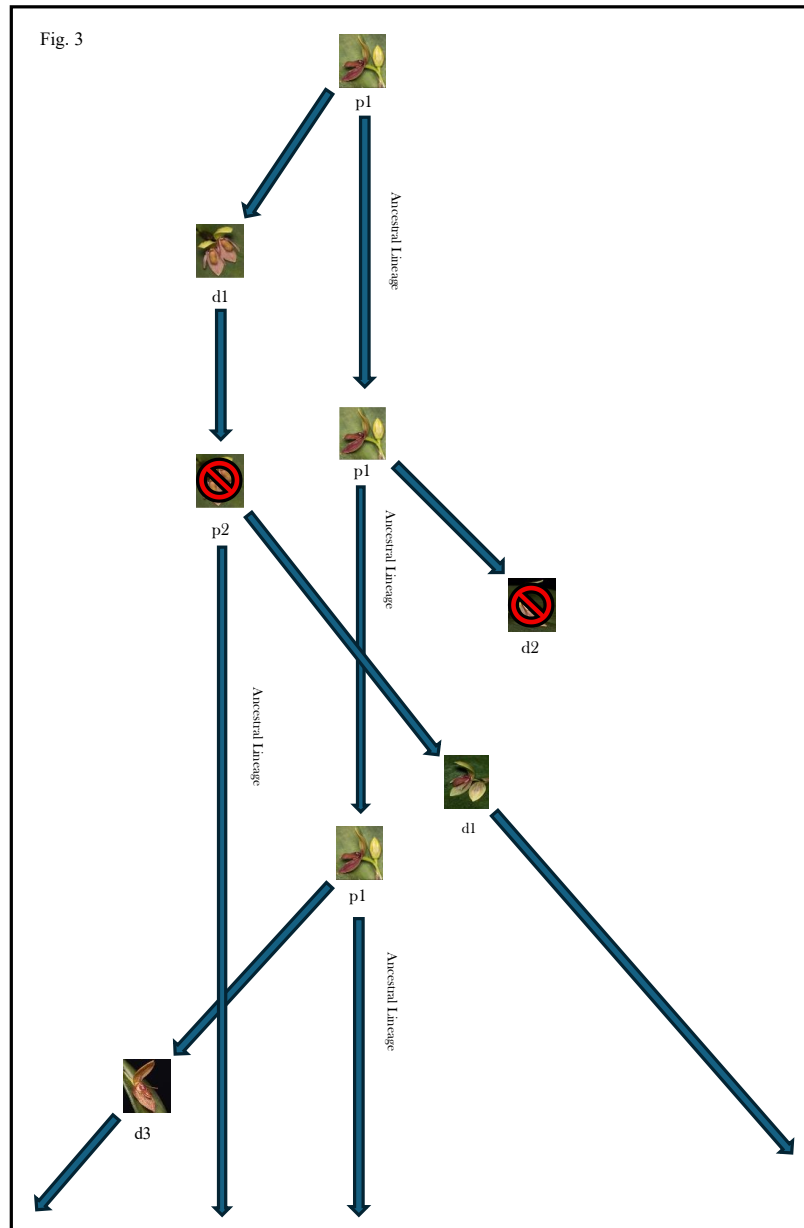 Fig. 3
p1
Ancestral Lineage
d1
p1
p2
Ancestral Lineage
d2
Ancestral Lineage
d1
p1
Ancestral Lineage
d3